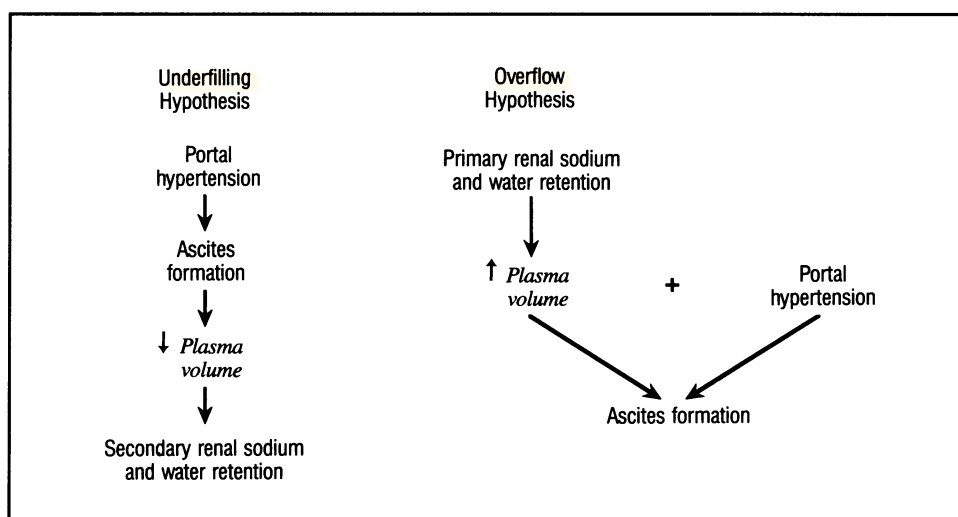 Underfilling
Hypothesis
Portal
hypertension
Ascites
formation
↓ Plasma
volume
Secondary renal sodium
and water retention
Overflow
Hypothesis
Primary renal sodium
and water retention
↑ Plasma
volume
+
Portal
hypertension
Ascites formation